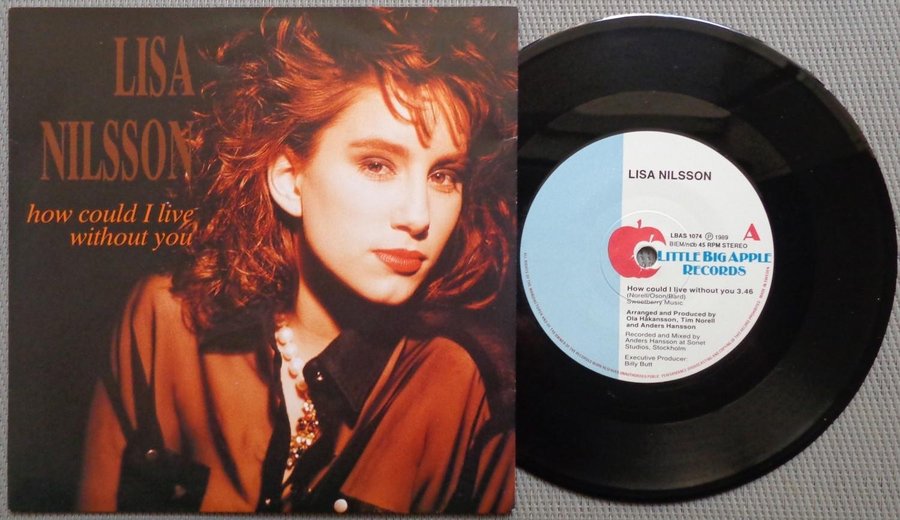 LISA
NILSSON
how could I live
without you
LISA NILSSON
LBAS 1074 Ⓟ 1989
BIEM/ncb 45 RPM STEREO
A
LITTLE BIG APPLE
RECORDS
How could I live without you 3.46
(Norell/Oson/Bard)
Sweetberry Music
Arranged and Produced by
Ola Håkansson, Tim Norell
and Anders Hansson
Recorded and Mixed by
Anders Hansson at Sonet
Studios, Stockholm
Executive Producer:
Billy Butt